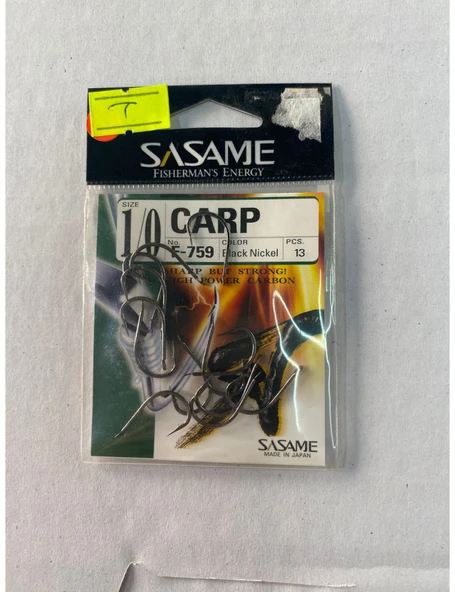 T
SASAME
FISHERMAN'S ENERGY
SIZE
1/0
CARP
No. COLOR PCS.
F-759 Black Nickel 13
SHARP BUT STRONG!
HIGH POWER CARBON
SASAME
MADE IN JAPAN